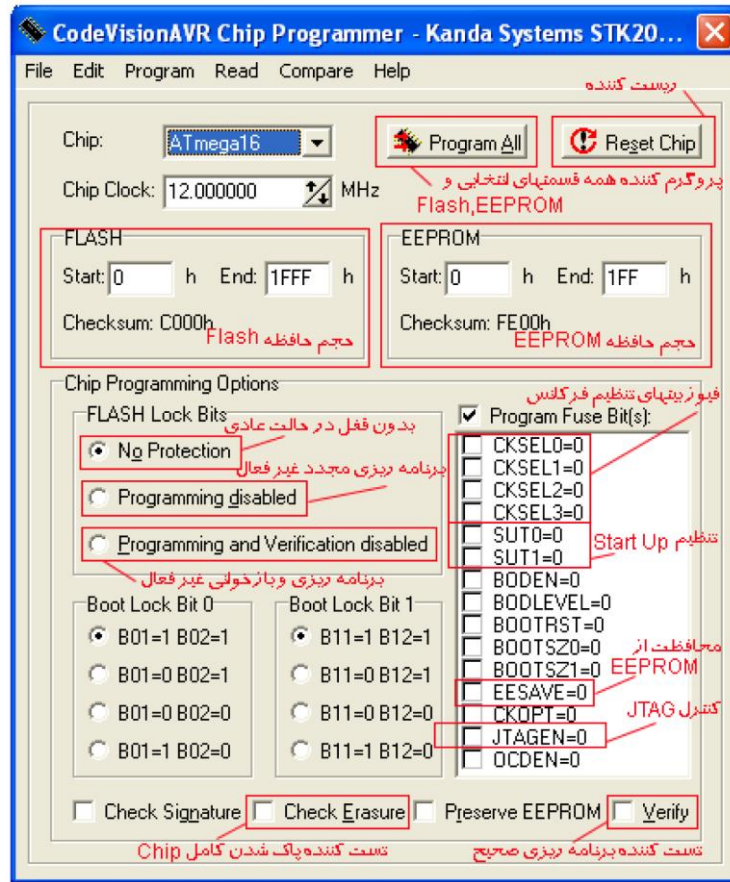 CodeVisionAVR Chip Programmer - Kanda Systems STK20...
File Edit Program Read Compare Help
ریست کننده
Chip: ATmega16
Program All
Reset Chip
Chip Clock: 12.000000 MHz
پروگرم کننده همه قسمتهای انتخابی و
Flash,EEPROM
FLASH
Start: 0 h End: 1FFF h
Checksum: C000h
حجم حافظه Flash
EEPROM
Start: 0 h End: 1FF h
Checksum: FE00h
حجم حافظه EEPROM
Chip Programming Options
فیوزبیتهای تنظیم فرکانس
FLASH Lock Bits
بدون قفل در حالت عادی
No Protection
برنامه ریزی مجدد غیر فعال
Programming disabled
Programming and Verification disabled
برنامه ریزی و بازخوانی غیر فعال
Program Fuse Bit(s):
CKSEL0=0
CKSEL1=0
CKSEL2=0
CKSEL3=0
SUT0=0
SUT1=0
تنظیم Start Up
BODEN=0
BODLEVEL=0
BOOTRST=0
BOOTSZ0=0
BOOTSZ1=0
محافظت از
EEPROM
EESAVE=0
CKOPT=0
کنترل JTAG
JTAGEN=0
OCDEN=0
Boot Lock Bit 0
B01=1 B02=1
B01=0 B02=1
B01=0 B02=0
B01=1 B02=0
Boot Lock Bit 1
B11=1 B12=1
B11=0 B12=1
B11=0 B12=0
B11=1 B12=0
Check Signature
Check Erasure
Preserve EEPROM
Verify
تست کننده پاک شدن کامل Chip
تست کننده برنامه ریزی صحیح